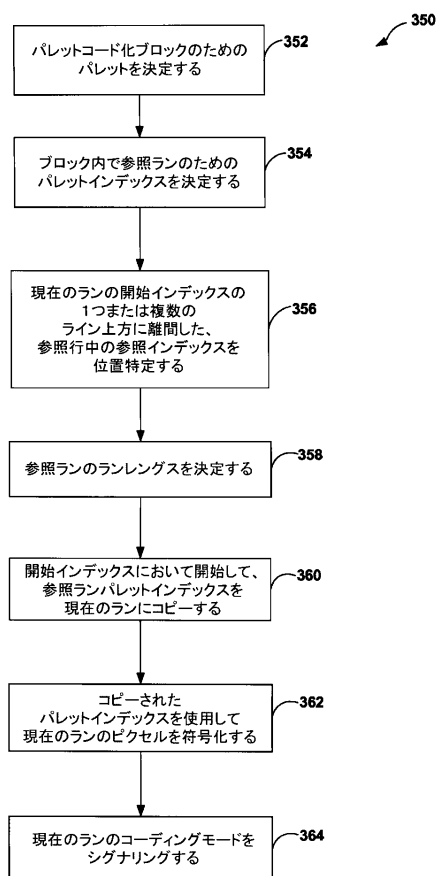 350
パレットコード化ブロックのための
パレットを決定する
352
ブロック内で参照ランのための
パレットインデックスを決定する
354
現在のランの開始インデックスの
1つまたは複数の
ライン上方に離間した、
参照行中の参照インデックスを
位置特定する
356
参照ランのランレングスを決定する
358
開始インデックスにおいて開始して、
参照ランパレットインデックスを
現在のランにコピーする
360
コピーされた
パレットインデックスを使用して
現在のランのピクセルを符号化する
362
現在のランのコーディングモードを
シグナリングする
364